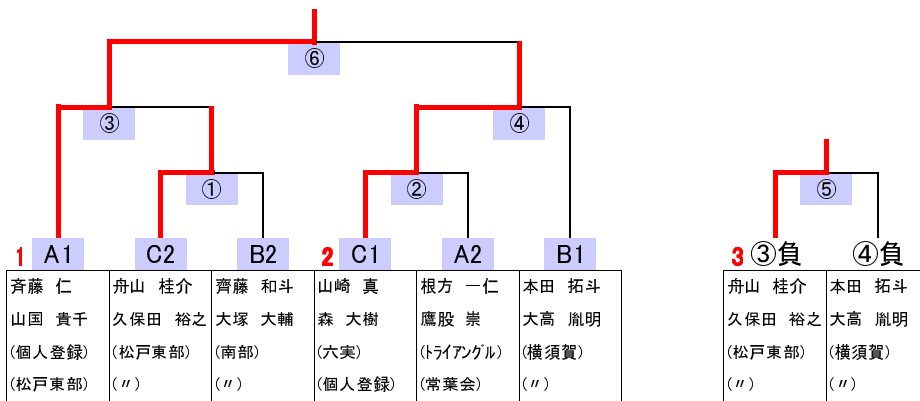 ⑥
③ ④
① ② ⑤
1 A1 C2 B2 2 C1 A2 B1 3 ③負 ④負
斉藤 仁 舟山 桂介 齊藤 和斗 山崎 真 根方 一仁 本田 拓斗 舟山 桂介 本田 拓斗
山国 貴千 久保田 裕之 大塚 大輔 森 大樹 鷹股 崇 大高 胤明 久保田 裕之 大高 胤明
(個人登録) (松戸東部) (南部) (六実) (ﾄﾗｲｱﾝｸﾞﾙ) (横須賀) (松戸東部) (横須賀)
(松戸東部) (〃) (〃) (個人登録) (常葉会) (〃) (〃) (〃)